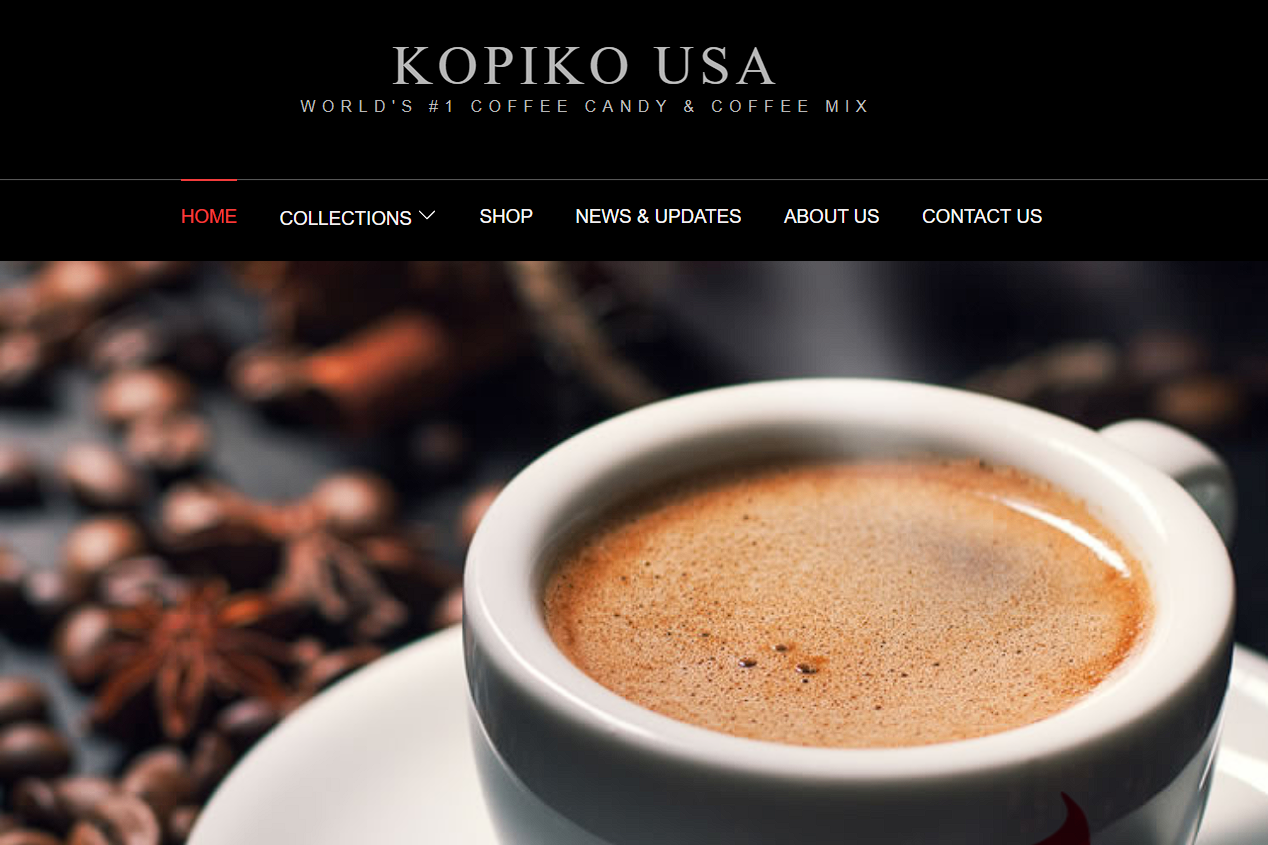 KOPIKO USA
WORLD'S #1 COFFEE CANDY & COFFEE MIX
HOME COLLECTIONS SHOP NEWS & UPDATES ABOUT US CONTACT US